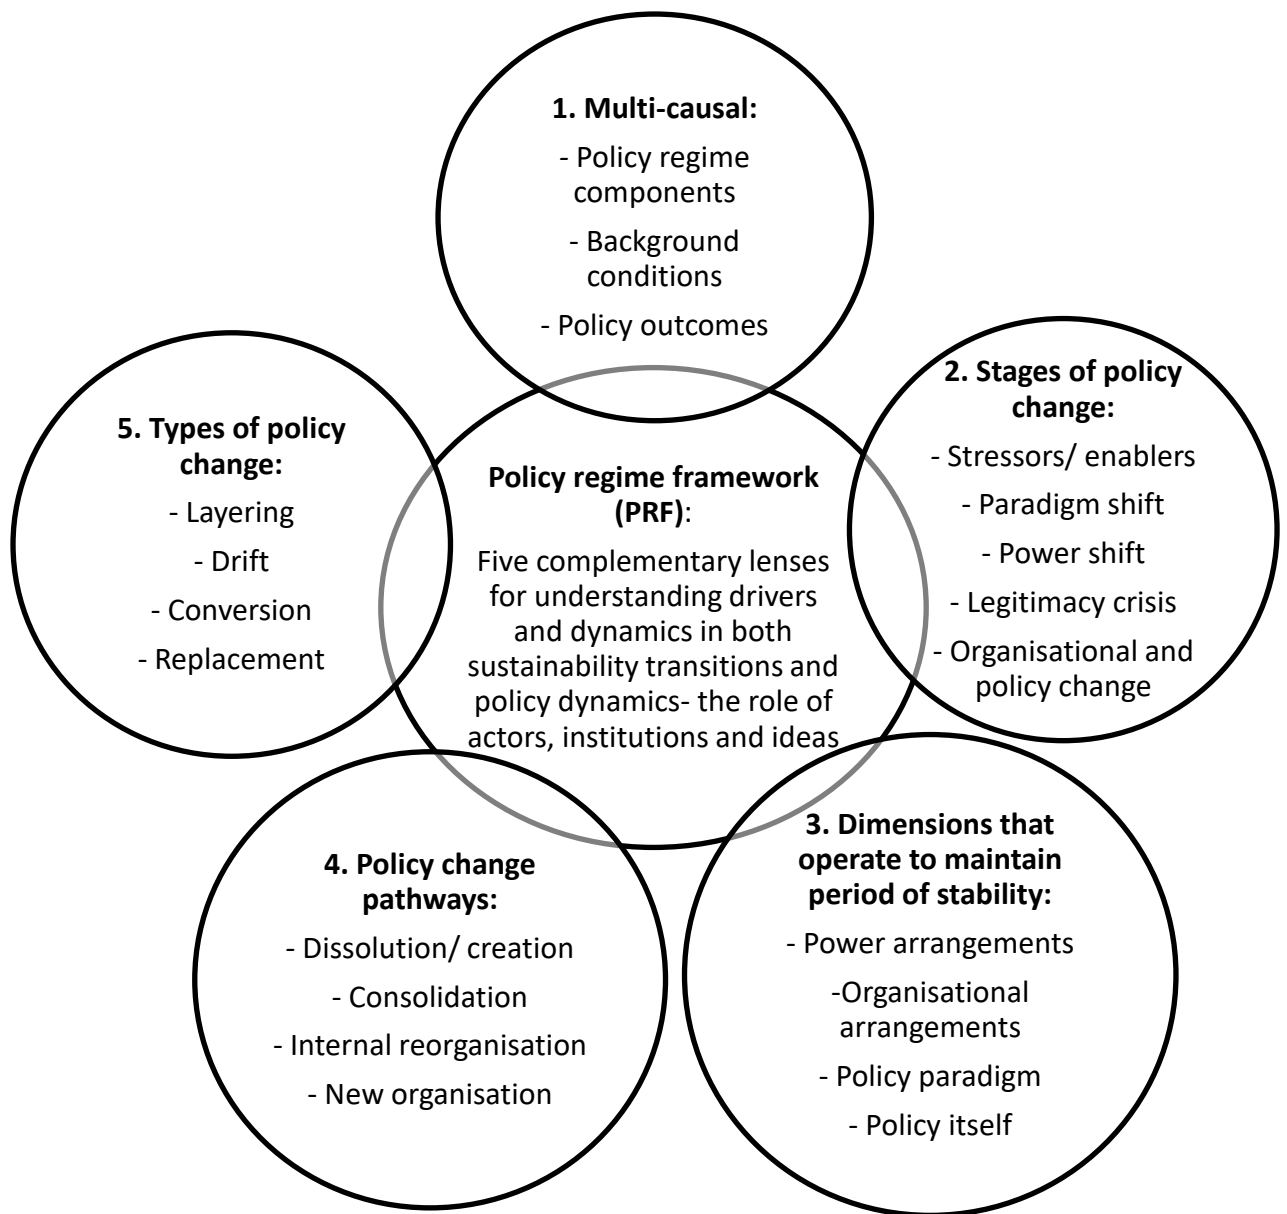 1. Multi-causal:
- Policy regime
components
- Background
conditions
- Policy outcomes
2. Stages of policy
change:
- Stressors/ enablers
- Paradigm shift
- Power shift
- Legitimacy crisis
- Organisational and
policy change
3. Dimensions that
operate to maintain
period of stability:
- Power arrangements
-Organisational
arrangements
- Policy paradigm
- Policy itself
4. Policy change
pathways:
- Dissolution/ creation
- Consolidation
- Internal reorganisation
- New organisation
5. Types of policy
change:
- Layering
- Drift
- Conversion
- Replacement
Policy regime framework
(PRF):
Five complementary lenses
for understanding drivers
and dynamics in both
sustainability transitions and
policy dynamics- the role of
actors, institutions and ideas